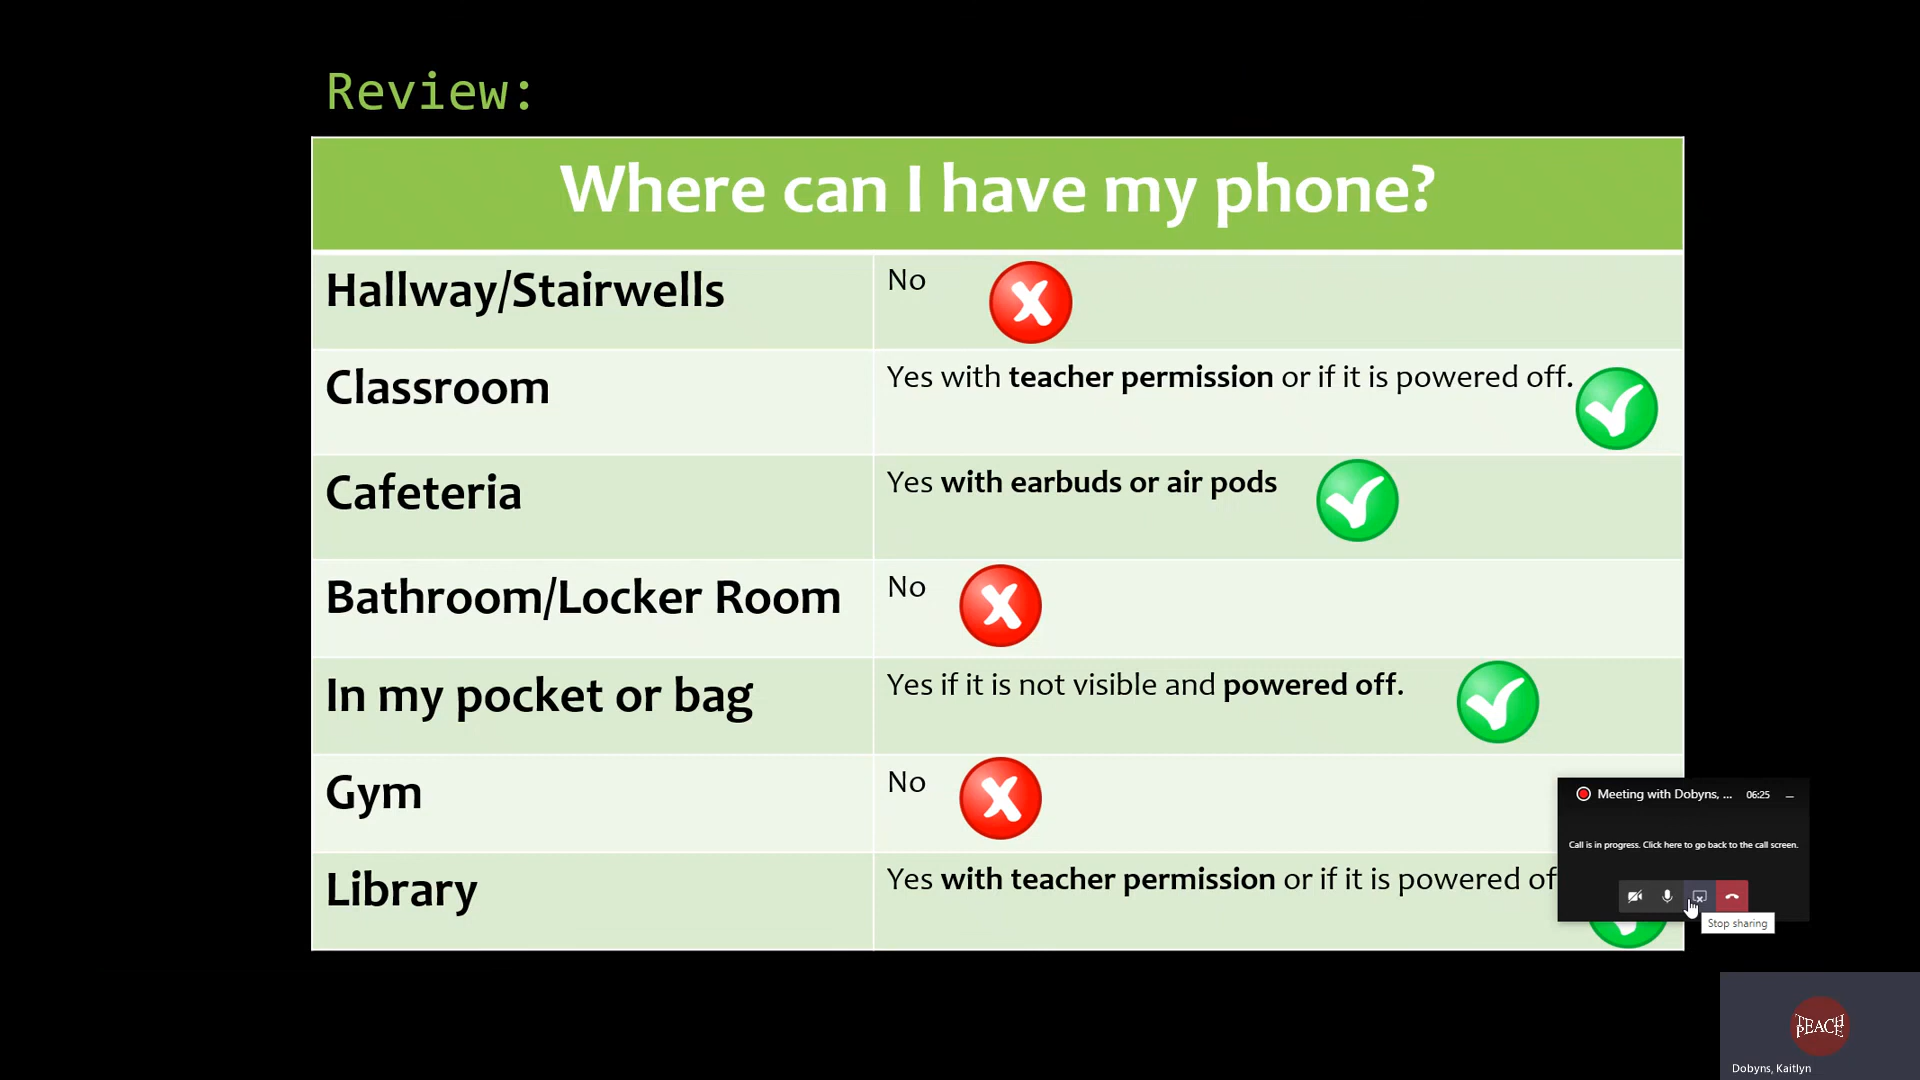 Review:
Where can I have my phone?
Hallway/Stairwells
No
Classroom
Yes with teacher permission or if it is powered off.
Cafeteria
Yes with earbuds or air pods
Bathroom/Locker Room
No
In my pocket or bag
Yes if it is not visible and powered off.
Gym
No
Library
Yes with teacher permission or if it is powered of
Meeting with Dobyns, ... 06:25
Call is in progress. Click here to go back to the call screen.
Stop sharing
TEACH
PEACE
Dobyns, Kaitlyn